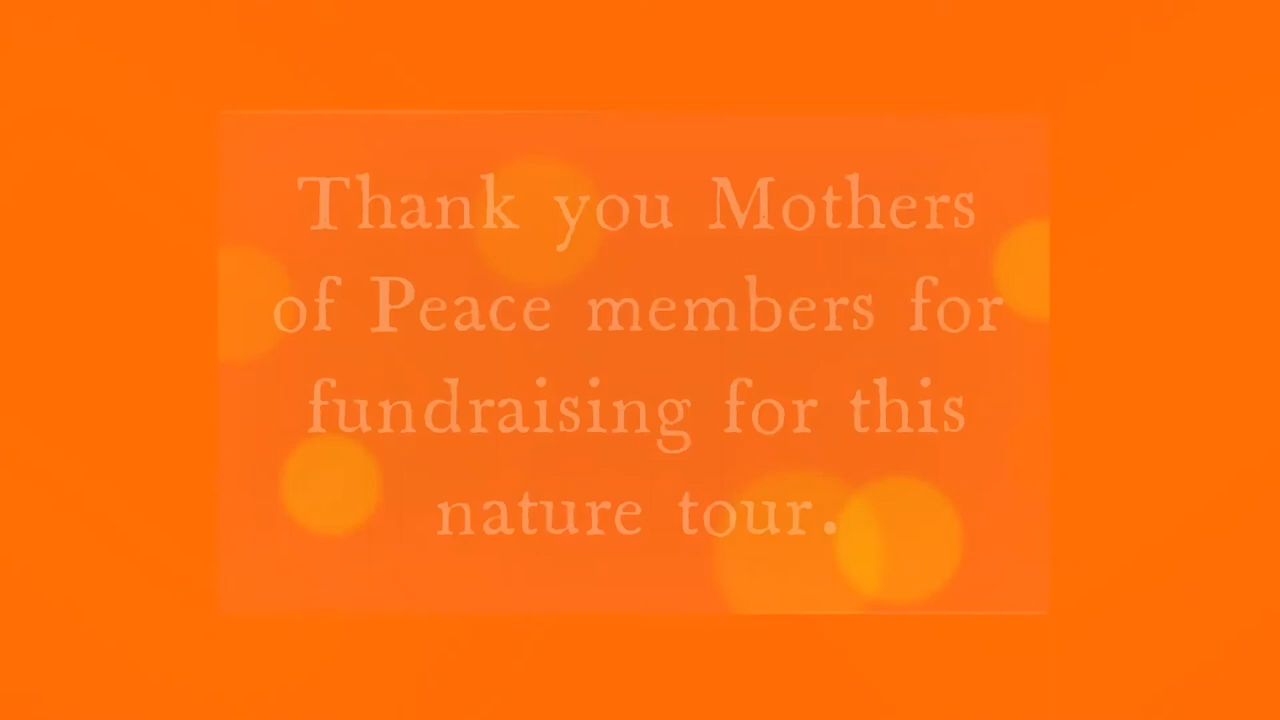 Thank you Mothers
of Peace members for
fundraising for this
nature tour.